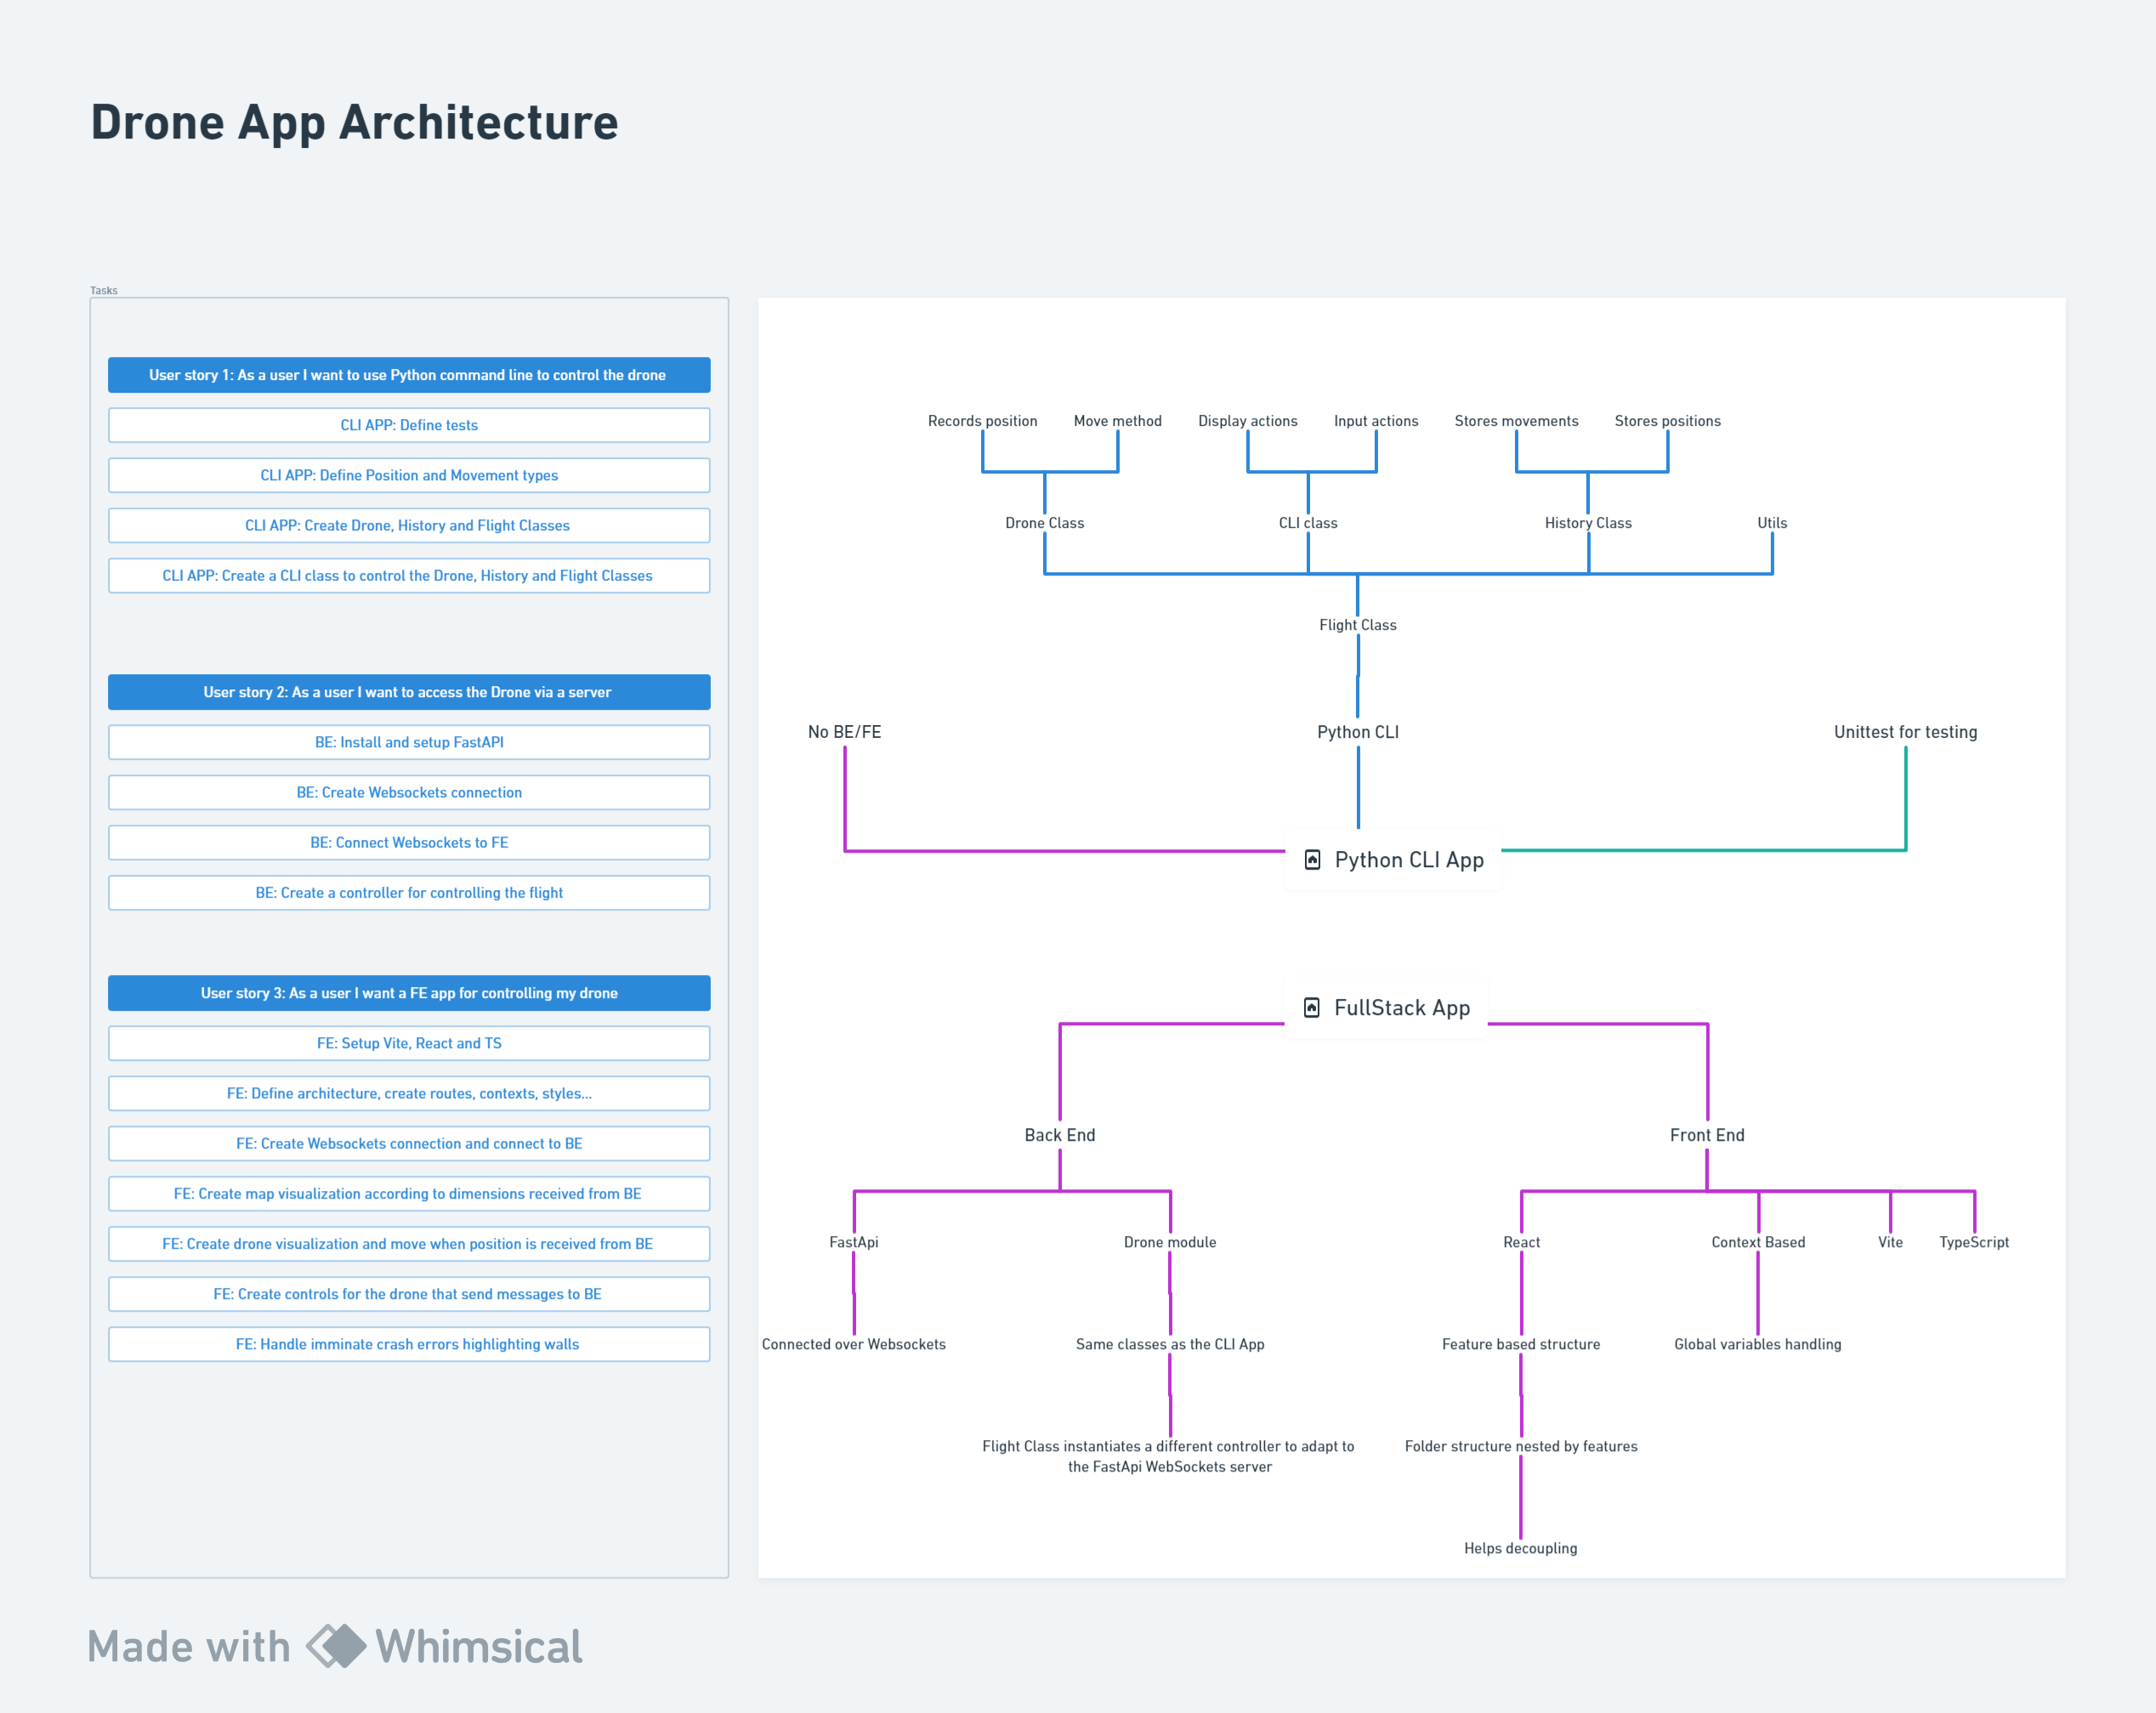 Drone App Architecture
Tasks
User story 1: As a user I want to use Python command line to control the drone
CLI APP: Define tests
CLI APP: Define Position and Movement types
CLI APP: Create Drone, History and Flight Classes
CLI APP: Create a CLI class to control the Drone, History and Flight Classes
User story 2: As a user I want to access the Drone via a server
BE: Install and setup FastAPI
BE: Create Websockets connection
BE: Connect Websockets to FE
BE: Create a controller for controlling the flight
User story 3: As a user I want a FE app for controlling my drone
FE: Setup Vite, React and TS
FE: Define architecture, create routes, contexts, styles...
FE: Create Websockets connection and connect to BE
FE: Create map visualization according to dimensions received from BE
FE: Create drone visualization and move when position is received from BE
FE: Create controls for the drone that send messages to BE
FE: Handle imminate crash errors highlighting walls
Records position
Move method
Display actions
Input actions
Stores movements
Stores positions
Drone Class
CLI class
History Class
Utils
Flight Class
No BE/FE
Python CLI
Unittest for testing
Python CLI App
FullStack App
Back End
Front End
FastApi
Drone module
React
Context Based
Vite
TypeScript
Connected over Websockets
Same classes as the CLI App
Feature based structure
Global variables handling
Flight Class instantiates a different controller to adapt to
the FastApi WebSockets server
Folder structure nested by features
Helps decoupling
Made with Whimsical